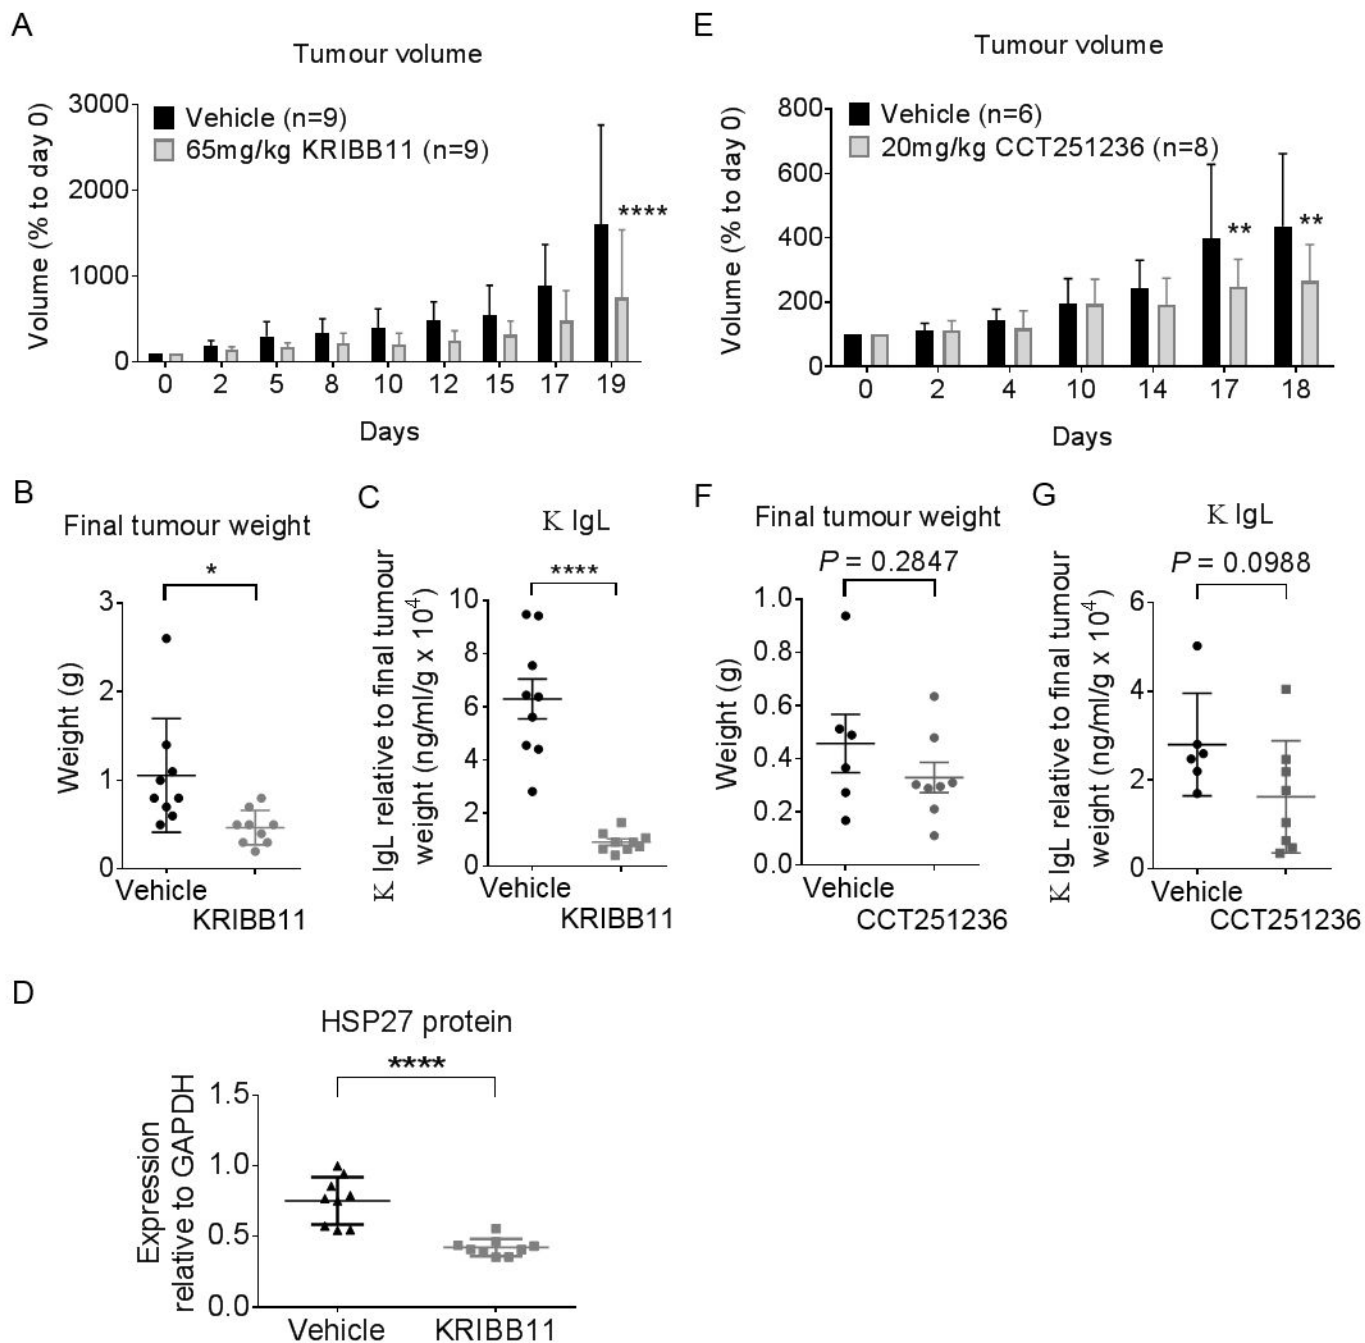 A
Tumour volume
Volume (% to day 0)
3000
2000
1000
0
Vehicle (n=9)
65mg/kg KRIBB11 (n=9)
****
0 2 5 8 10 12 15 17 19
Days
E
Tumour volume
Volume (% to day 0)
800
600
400
200
0
Vehicle (n=6)
20mg/kg CCT251236 (n=8)
** **
0 2 4 10 14 17 18
Days
B
Final tumour weight
*
Weight (g)
3
2
1
0
Vehicle
KRIBB11
C
K IgL
****
K IgL relative to final tumour
weight (ng/ml/g x 10⁴)
10
8
6
4
2
0
Vehicle
KRIBB11
F
Final tumour weight
P = 0.2847
Weight (g)
1.0
0.8
0.6
0.4
0.2
0.0
Vehicle
CCT251236
G
K IgL
P = 0.0988
K IgL relative to final tumour
weight (ng/ml/g x 10⁴)
6
4
2
0
Vehicle
CCT251236
D
HSP27 protein
****
Expression
relative to GAPDH
1.5
1.0
0.5
0.0
Vehicle KRIBB11